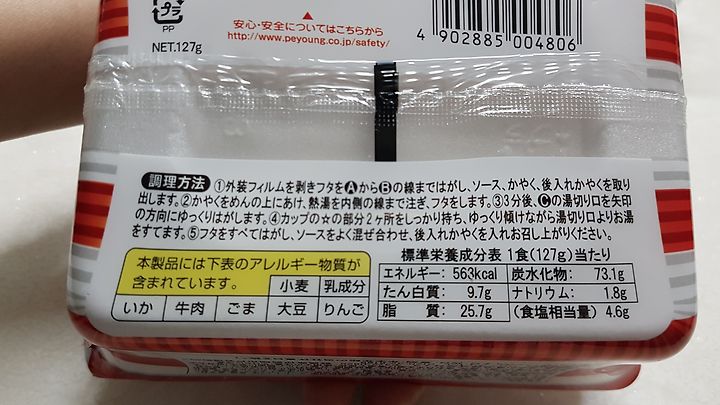 プラ
PP
NET.127g
安心・安全についてはこちらから
http://www.peyoung.co.jp/safety/
4 902885 004806
調理方法 ①外装フィルムを剥きフタをⒶからⒷの線まではがし、ソース、かやく、後入れかやくを取り
出します。②かやくをめんの上にあけ、熱湯を内側の線まで注ぎ、フタをします。③3分後、Ⓒの湯切り口を矢印
の方向にゆっくりはがします。④カップの☆の部分2ヶ所をしっかり持ち、ゆっくり傾けながら湯切り口よりお湯
をすてます。⑤フタをすべてはがし、ソースをよく混ぜ合わせ、後入れかやくを入れお召し上がりください。
本製品には下表のアレルギー物質が
含まれています。 小麦 乳成分
いか 牛肉 ごま 大豆 りんご
標準栄養成分表 1食(127g)当たり
エネルギー: 563kcal 炭水化物: 73.1g
たん白質: 9.7g ナトリウム: 1.8g
脂質: 25.7g (食塩相当量) 4.6g